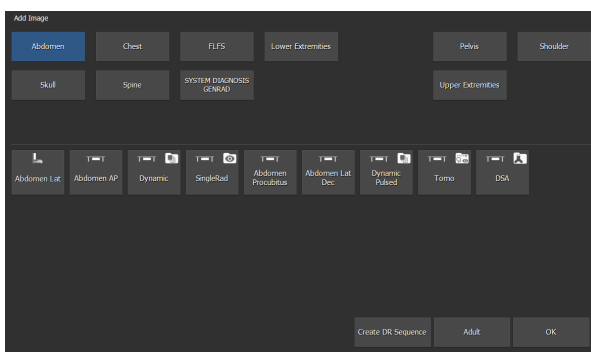 Add Image
Abdomen
Chest
FLFS
Lower Extremities
Pelvis
Shoulder
Skull
Spine
SYSTEM DIAGNOSIS
GENRAD
Upper Extremities
Abdomen Lat
Abdomen AP
Dynamic
SingleRad
Abdomen
Procubitus
Abdomen Lat
Dec
Dynamic
Pulsed
Tomo
DSA
Create DR Sequence
Adult
OK